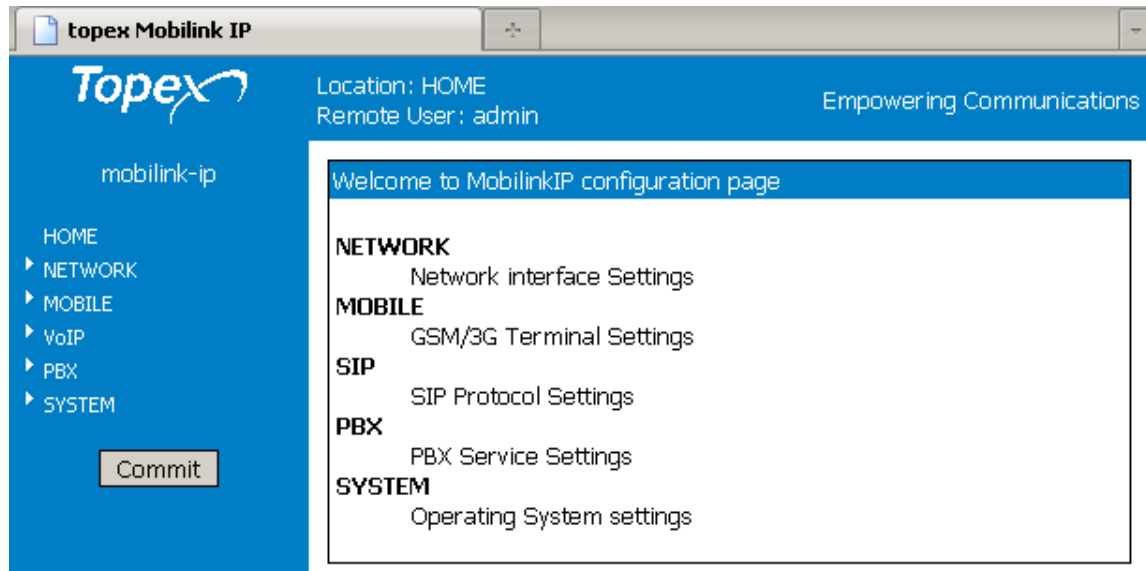 topex Mobilink IP
Topex
Location: HOME
Remote User: admin
Empowering Communications
mobilink-ip
HOME
NETWORK
MOBILE
VoIP
PBX
SYSTEM
Commit
Welcome to MobilinkIP configuration page
NETWORK
Network interface Settings
MOBILE
GSM/3G Terminal Settings
SIP
SIP Protocol Settings
PBX
PBX Service Settings
SYSTEM
Operating System settings